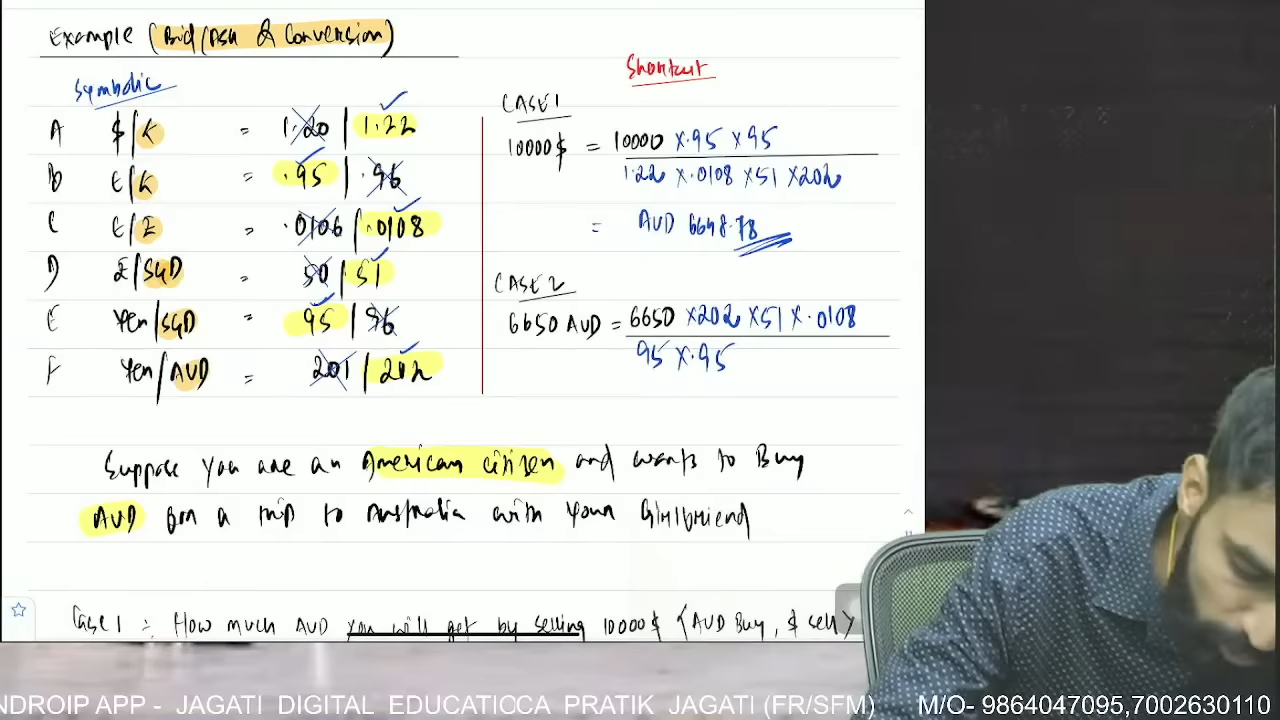 Example (Bid/Ask & Conversion)
Symbolic
A $/K = 1.20 | 1.22
B €/K = .95 | .96
C €/£ = .0106 | .0108
D £/SGD = 50 | 51
E Yen/SGD = 95 | 96
F Yen/AUD = 201 | 202
Shortcut
CASE 1
10000$ = 10000 x .95 x 95
1.22 x .0108 x 51 x 202
= AUD 6648.78
CASE 2
6650 AUD = 6650 x 202 x 51 x .0108
95 x .95
Suppose you are an American citizen and wants to Buy
AUD for a trip to Australia with your Girlfriend
Case 1 :- How much AUD you will get by selling 10000$ {AUD Buy, $ sell}
NDROIP APP - JAGATI DIGITAL EDUCATIOCA PRATIK JAGATI (FR/SFM) M/O- 9864047095,7002630110